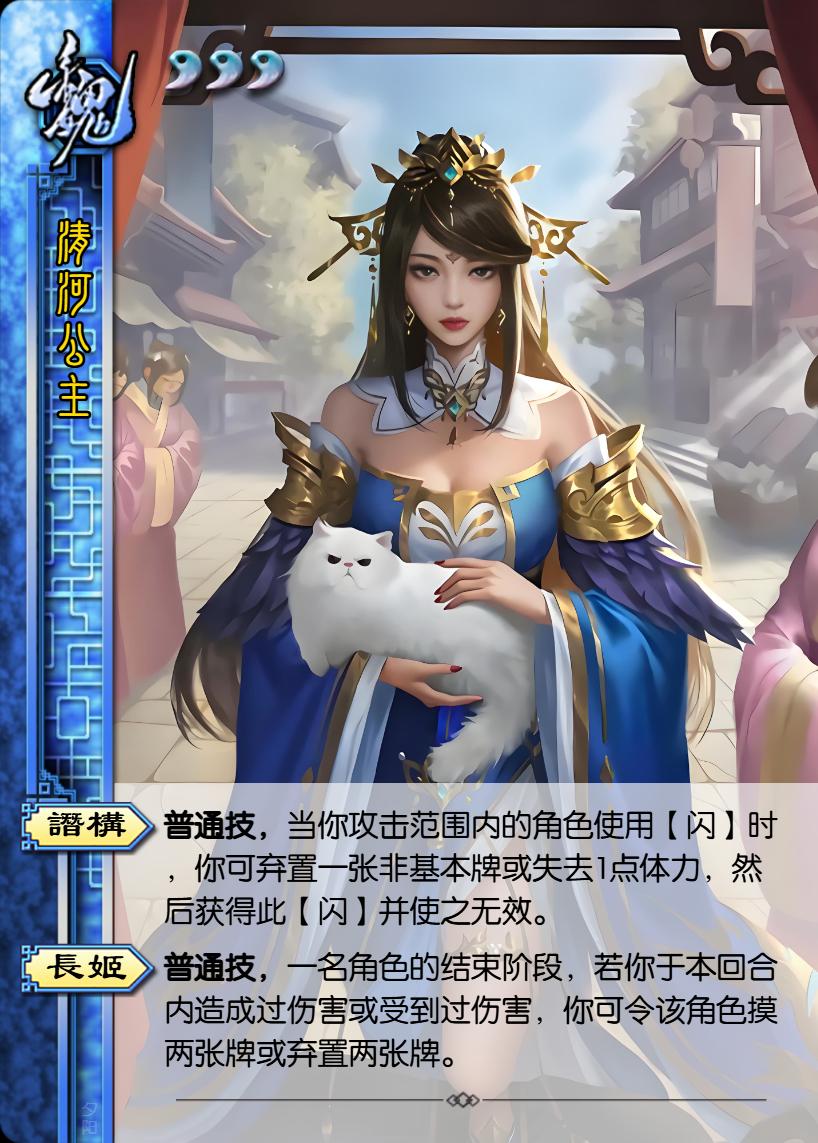 魏
清河公主
譖構
普通技，当你攻击范围内的角色使用【闪】时
，你可弃置一张非基本牌或失去1点体力，然
后获得此【闪】并使之无效。
長姬
普通技，一名角色的结束阶段，若你于本回合
内造成过伤害或受到过伤害，你可令该角色摸
两张牌或弃置两张牌。
夕阳